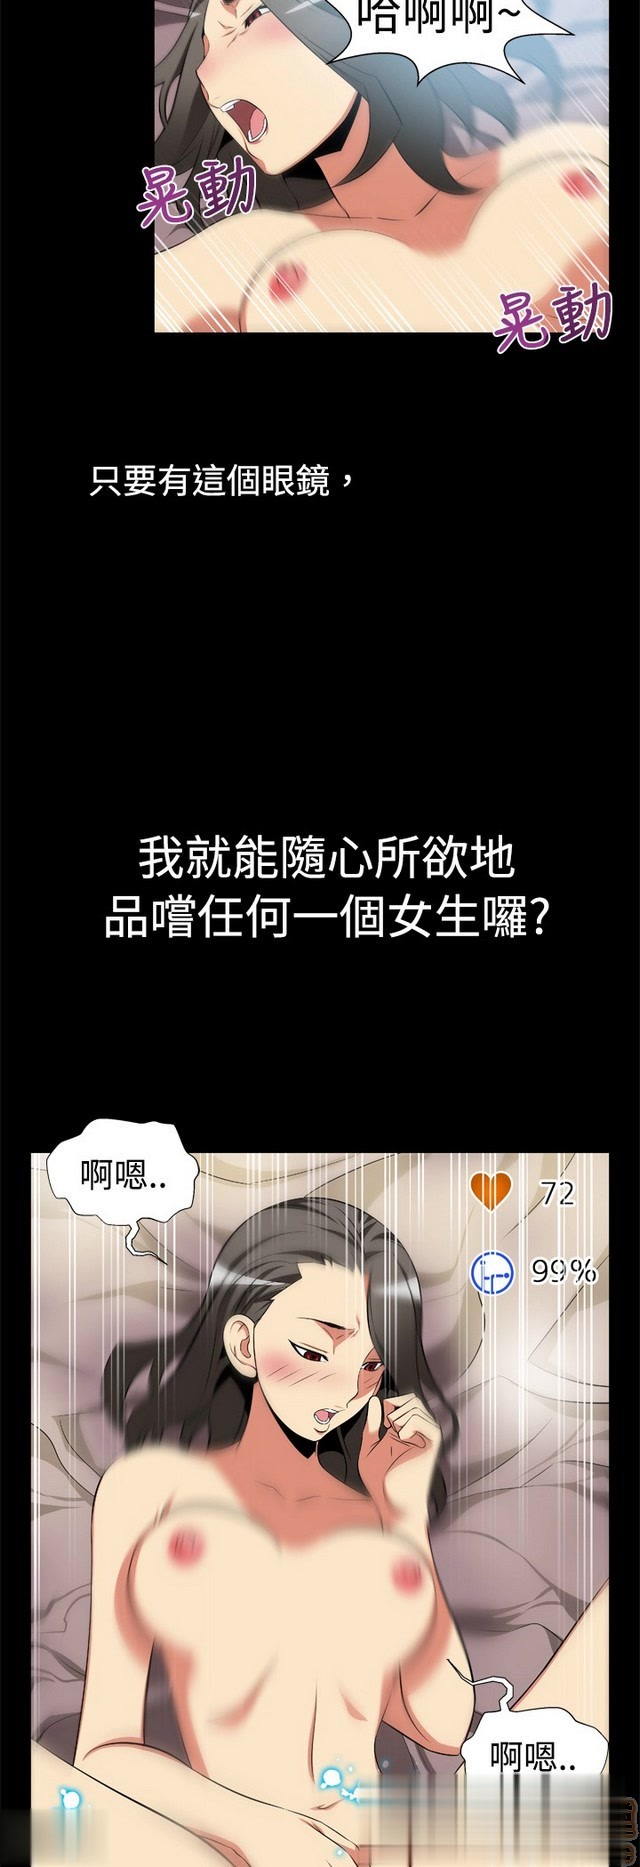 哈啊啊~
晃動
晃動
只要有這個眼鏡，
我就能隨心所欲地
品嚐任何一個女生囉?
啊嗯..
72
99%
啊嗯..